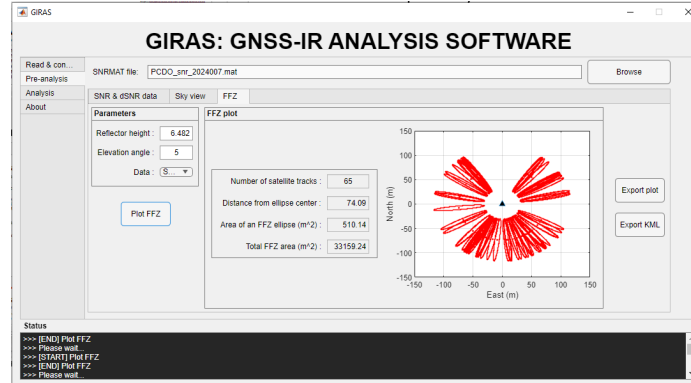 GIRAS
GIRAS: GNSS-IR ANALYSIS SOFTWARE
Read & con...
Pre-analysis
Analysis
About
SNRMAT file: PCDO_snr_2024007.mat Browse
SNR & dSNR data Sky view FFZ
Parameters
Reflector height : 6.482
Elevation angle : 5
Data : S...
Plot FFZ
FFZ plot
Number of satellite tracks : 65
Distance from ellipse center : 74.09
Area of an FFZ ellipse (m^2) : 510.14
Total FFZ area (m^2) : 33159.24
150
100
50
0
-50
-100
-150
North (m)
-150 -100 -50 0 50 100 150
East (m)
Export plot
Export KML
Status
>>> [END] Plot FFZ
>>> Please wait...
>>> [START] Plot FFZ
>>> [END] Plot FFZ
>>> Please wait...